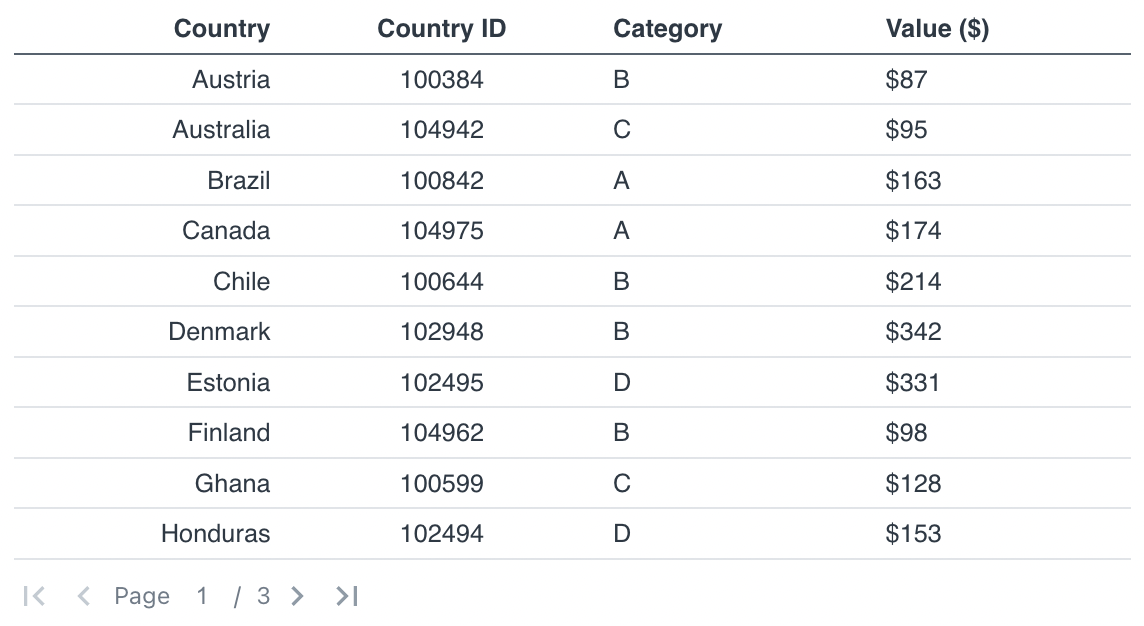 Country Country ID Category Value ($)
Austria 100384 B $87
Australia 104942 C $95
Brazil 100842 A $163
Canada 104975 A $174
Chile 100644 B $214
Denmark 102948 B $342
Estonia 102495 D $331
Finland 104962 B $98
Ghana 100599 C $128
Honduras 102494 D $153
Page 1 / 3